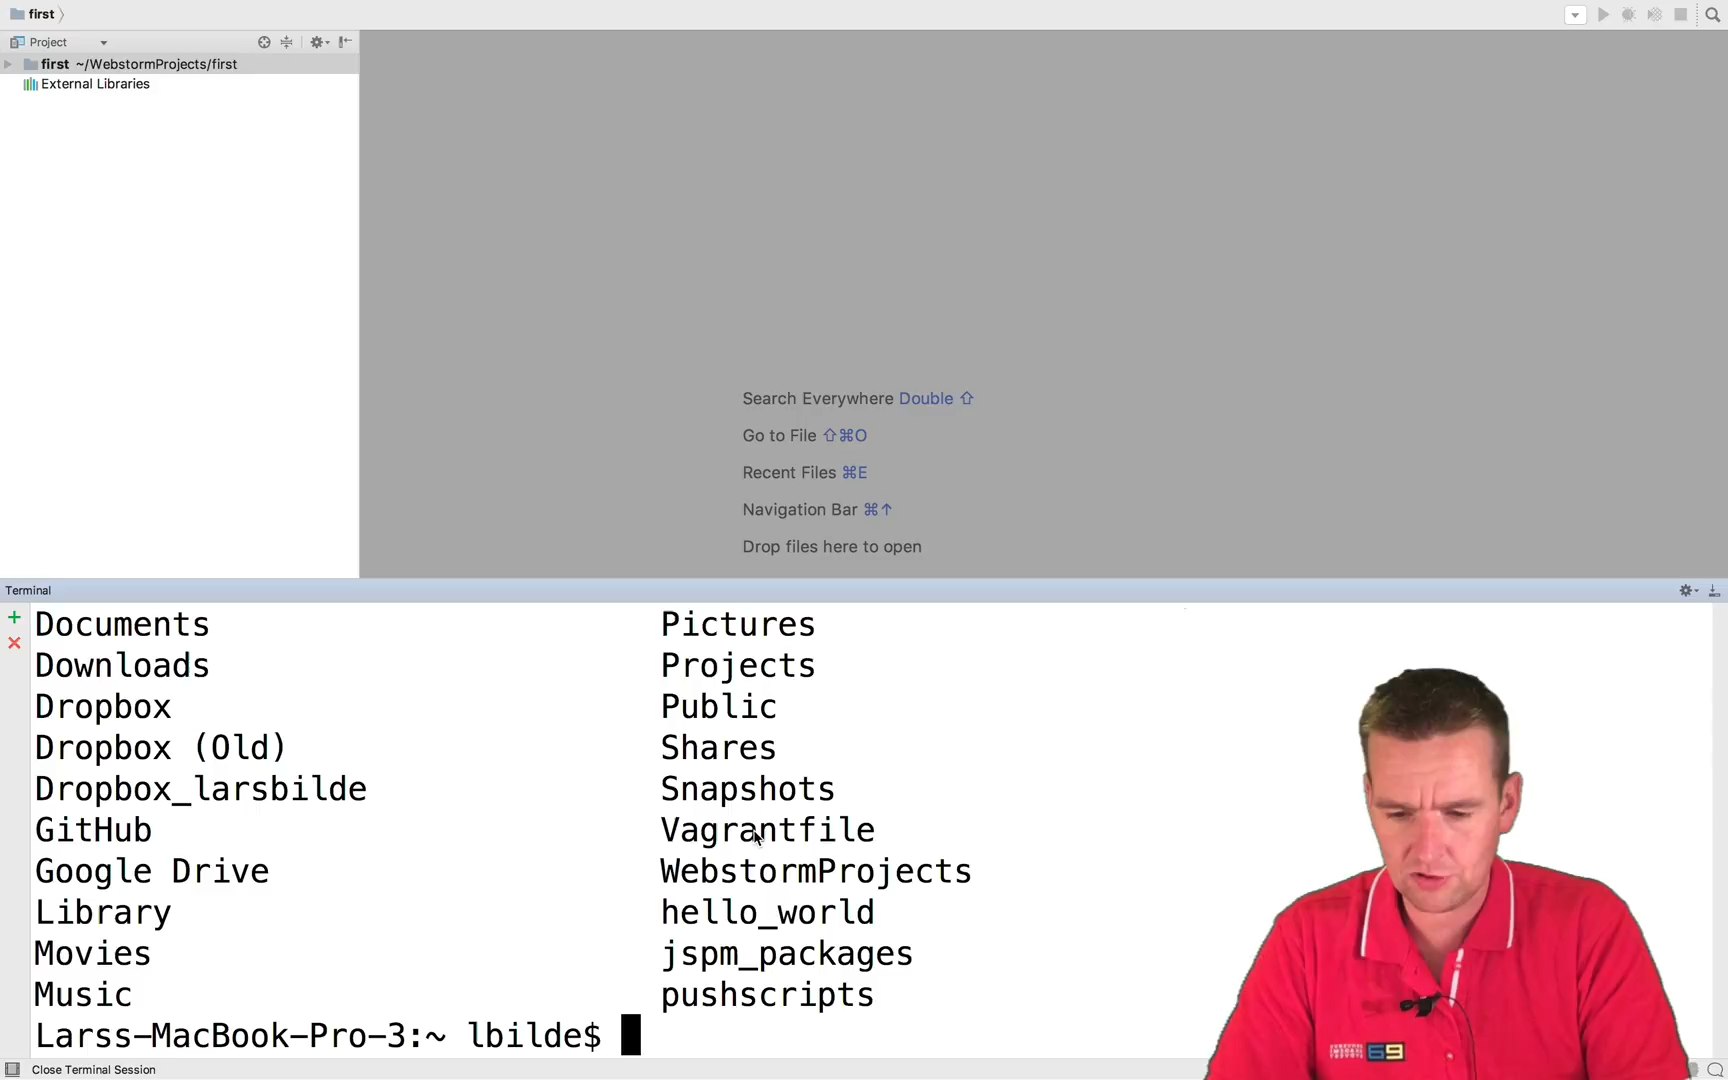 first
Project
first ~/WebstormProjects/first
External Libraries
Search Everywhere Double ⇧
Go to File ⇧⌘O
Recent Files ⌘E
Navigation Bar ⌘↑
Drop files here to open
Terminal
Documents Pictures
Downloads Projects
Dropbox Public
Dropbox (Old) Shares
Dropbox_larsbilde Snapshots
GitHub Vagrantfile
Google Drive WebstormProjects
Library hello_world
Movies jspm_packages
Music pushscripts
Larss-MacBook-Pro-3:~ lbilde$
69
Close Terminal Session